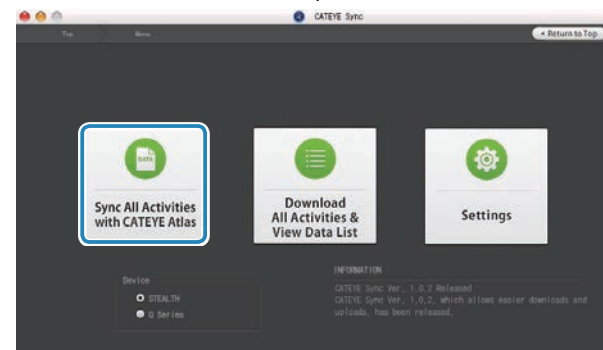 CATEYE Sync
Top
Menu
Return to Top
DATA
Sync All Activities
with CATEYE Atlas
Download
All Activities &
View Data List
Settings
Device
STEALTH
Q Series
INFORMATION
CATEYE Sync Ver. 1.0.2 Released
CATEYE Sync Ver. 1.0.2, which allows easier downloads and
uploads, has been released.